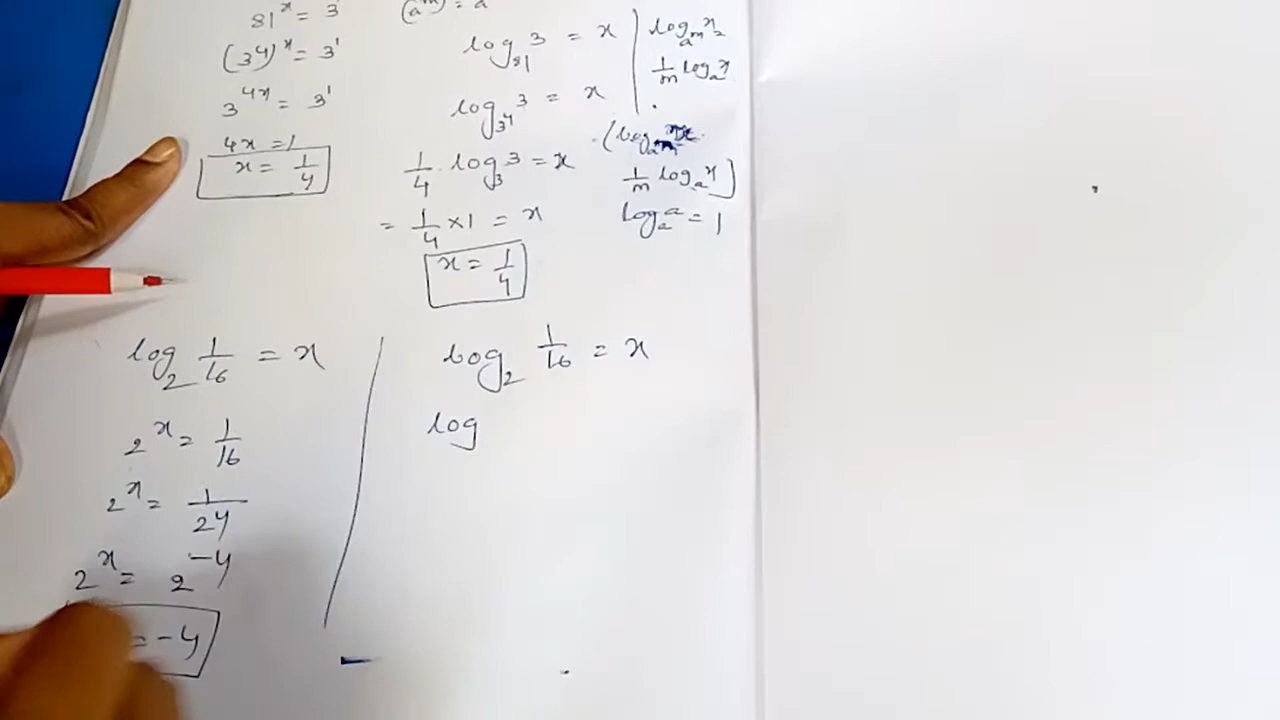 81^x = 3
(3^4)^x = 3^1
3^4x = 3^1
4x = 1
x = 1/4
(a^m) = a
log_81 3 = x
log_3^4 3 = x
1/4 . log_3 3 = x
= 1/4 × 1 = x
x = 1/4
log_a^m x =
1/m log_a x
1/m log_a x]
log_a a = 1
log_2 1/16 = x
2^x = 1/16
2^x = 1/2^4
2^x = 2^-4
= -4
log_2 1/16 = x
log